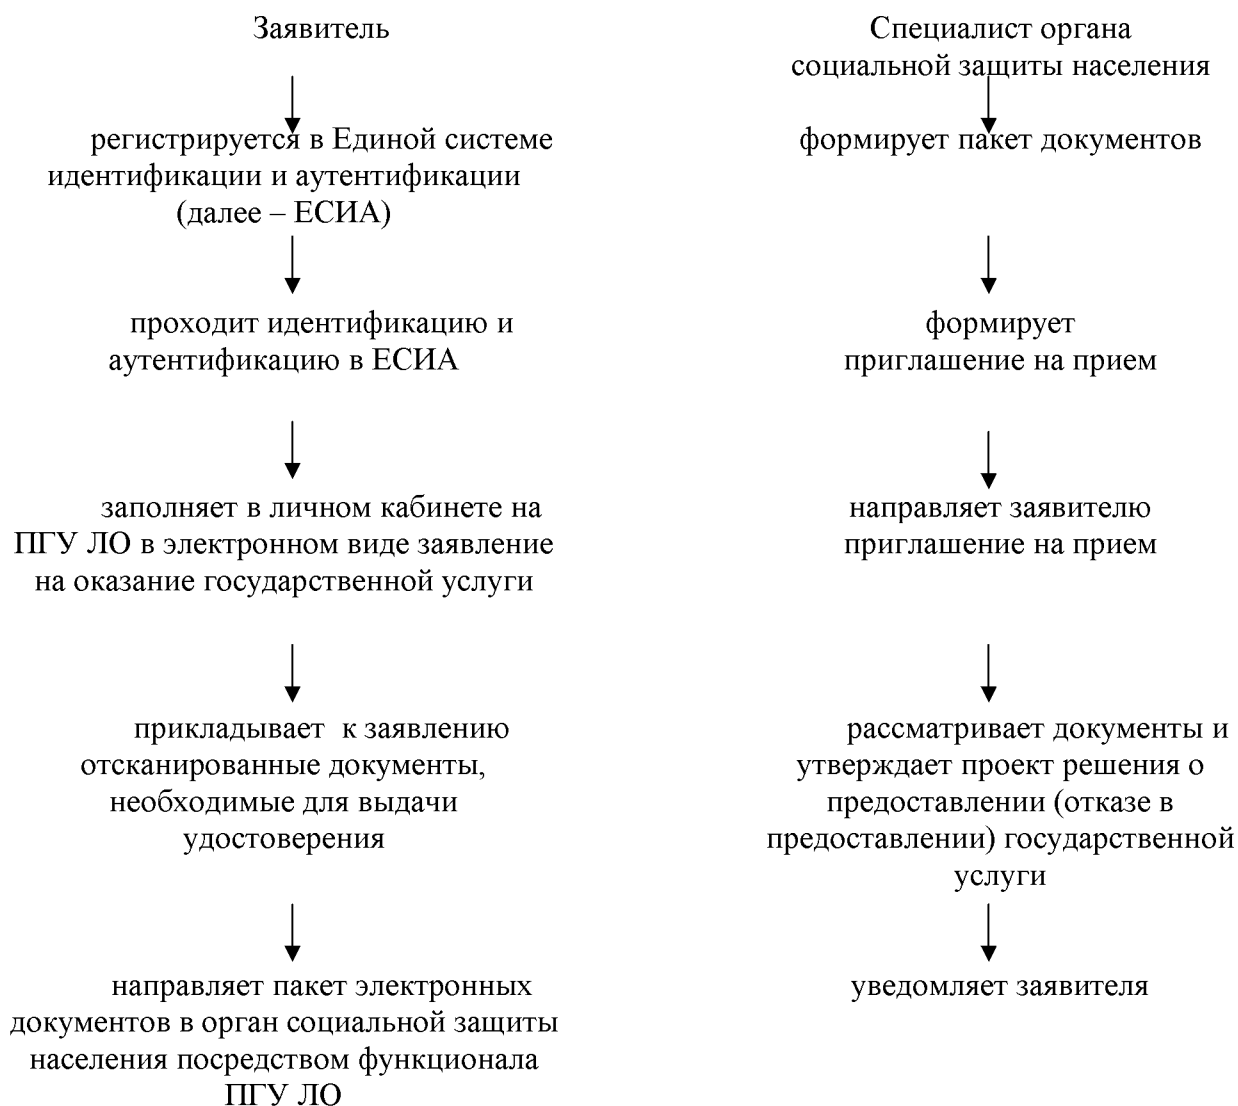 Заявитель
регистрируется в Единой системе
идентификации и аутентификации
(далее – ЕСИА)
проходит идентификацию и
аутентификацию в ЕСИА
заполняет в личном кабинете на
ПГУ ЛО в электронном виде заявление
на оказание государственной услуги
прикладывает к заявлению
отсканированные документы,
необходимые для выдачи
удостоверения
направляет пакет электронных
документов в орган социальной защиты
населения посредством функционала
ПГУ ЛО
Специалист органа
социальной защиты населения
формирует пакет документов
формирует
приглашение на прием
направляет заявителю
приглашение на прием
рассматривает документы и
утверждает проект решения о
предоставлении (отказе в
предоставлении) государственной
услуги
уведомляет заявителя